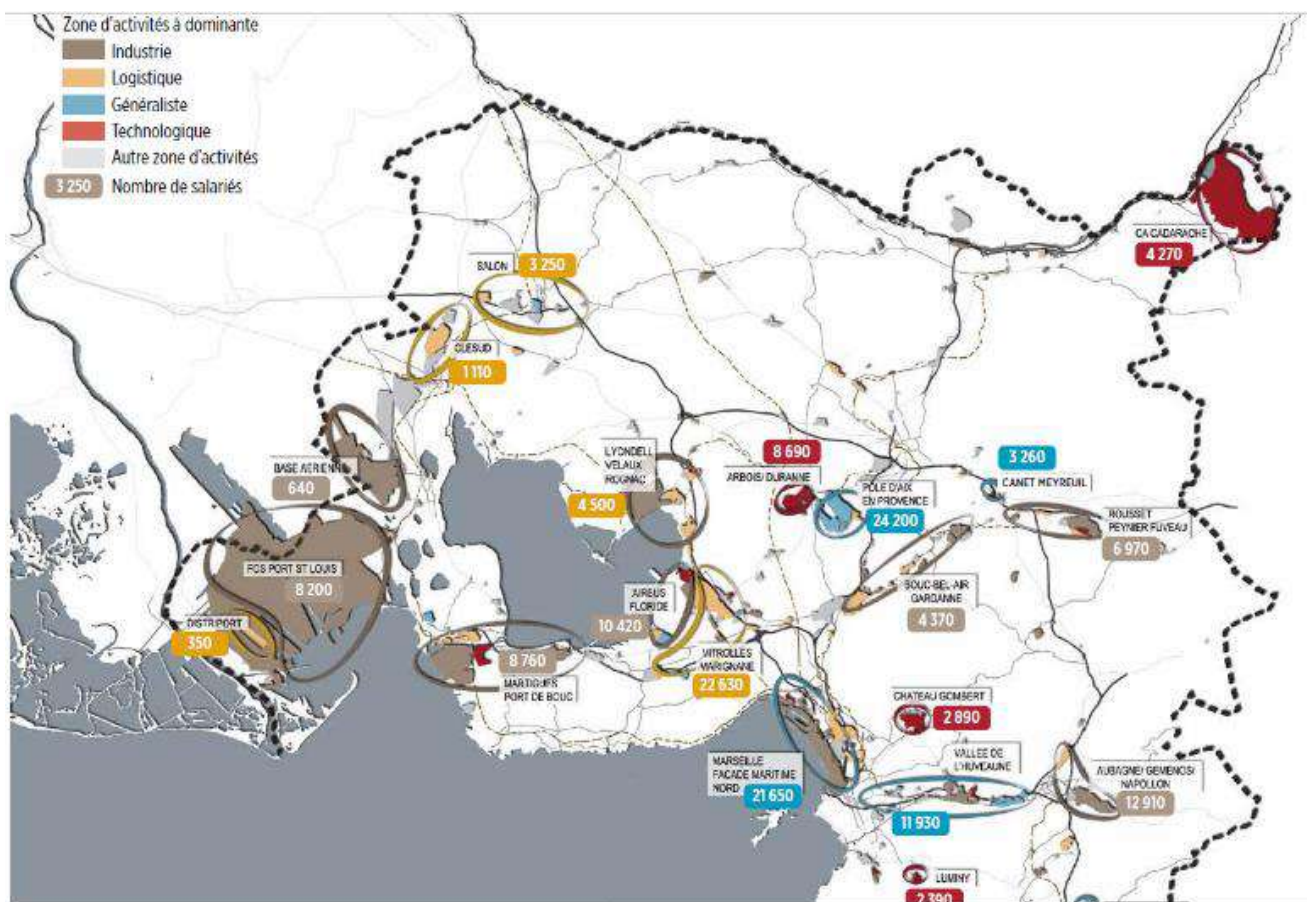 Zone d'activités à dominante
Industrie
Logistique
Généraliste
Technologique
Autre zone d'activités
3 250 Nombre de salariés
CA CADARACHE
4 270
SALON 3 250
CLESUD
1 110
BASE AERIENNE
640
LYONDELL
VELAUX
ROGNAC
4 500
8 690
ARBOIS/ DURANNE
PÔLE D'AIX
EN PROVENCE
24 200
3 260
CANET MEYREUIL
ROUSSET
PEYNIER FUVEAU
6 970
FOS PORT ST LOUIS
8 200
DISTRIPORT
350
AIRBUS
FLORIDE
10 420
BOUC-BEL-AIR
GARDANNE
4 370
8 760
MARTIGUES
PORT DE BOUC
VITROLLES
MARIGNANE
22 630
CHATEAU GOMBERT
2 890
MARSEILLE
FACADE MARITIME
NORD
21 650
VALLEE DE
L'HUVEAUNE
11 930
AUBAGNE/ GEMENOS/
NAPOLLON
12 910
LUMINY
2 390